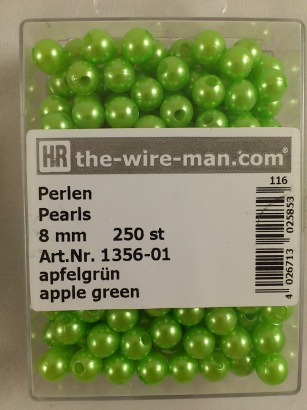 HR the-wire-man.com®
116
Perlen
Pearls
8 mm 250 st
Art.Nr. 1356-01
apfelgrün
apple green
4 026713 025853